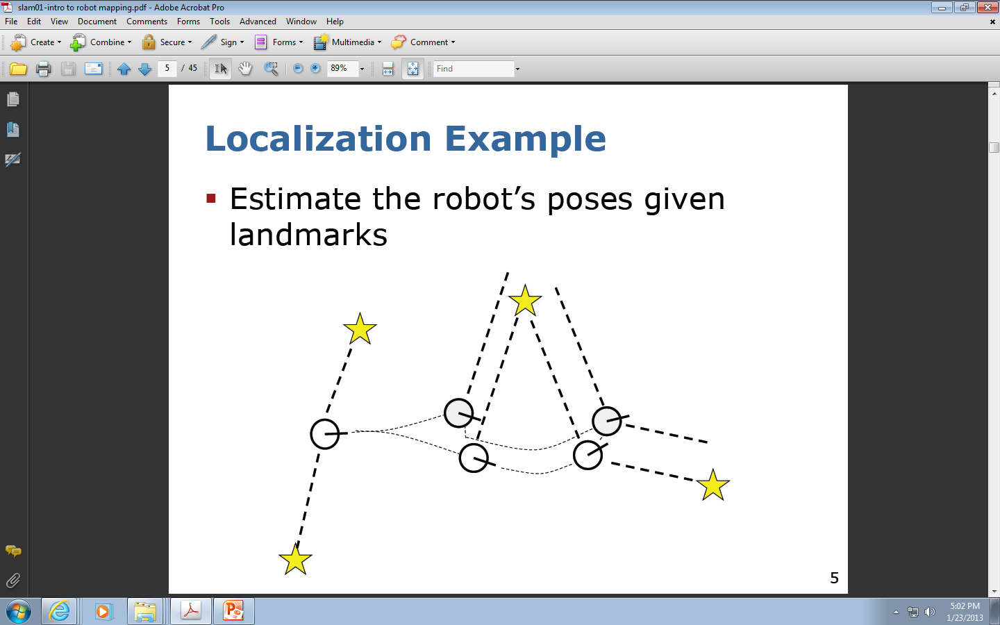 slam01-intro to robot mapping.pdf - Adobe Acrobat Pro
File Edit View Document Comments Forms Tools Advanced Window Help
Create Combine Secure Sign Forms Multimedia Comment
5 / 45 89% Find
Localization Example
Estimate the robot’s poses given
landmarks
5
5:02 PM
1/23/2013